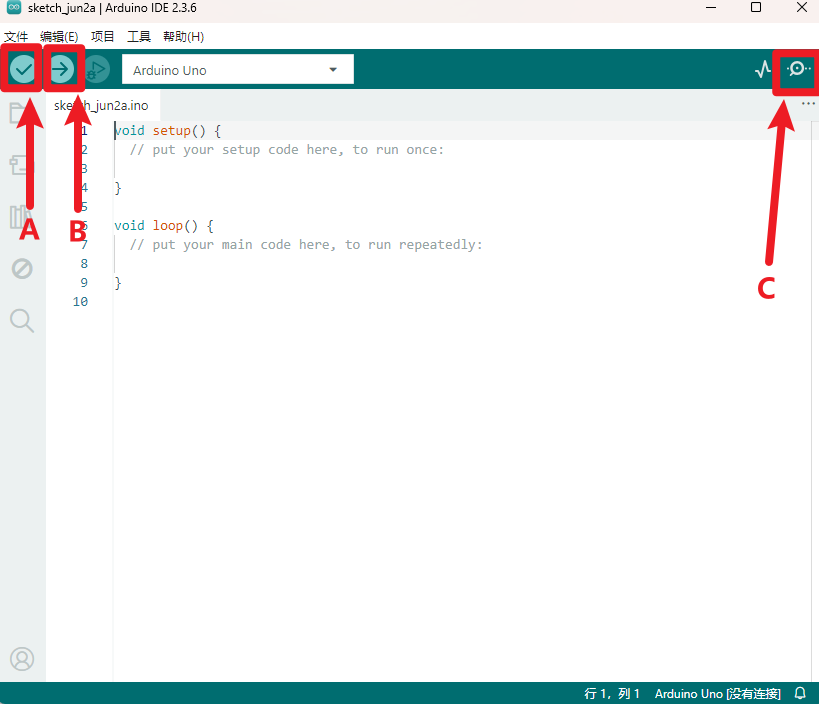 sketch_jun2a | Arduino IDE 2.3.6
文件 编辑(E) 项目 工具 帮助(H)
Arduino Uno
sketch_jun2a.ino
1 void setup() {
2 // put your setup code here, to run once:
3
4 }
5
6 void loop() {
7 // put your main code here, to run repeatedly:
8
9 }
10
A
B
C
行 1，列 1 Arduino Uno [没有连接]